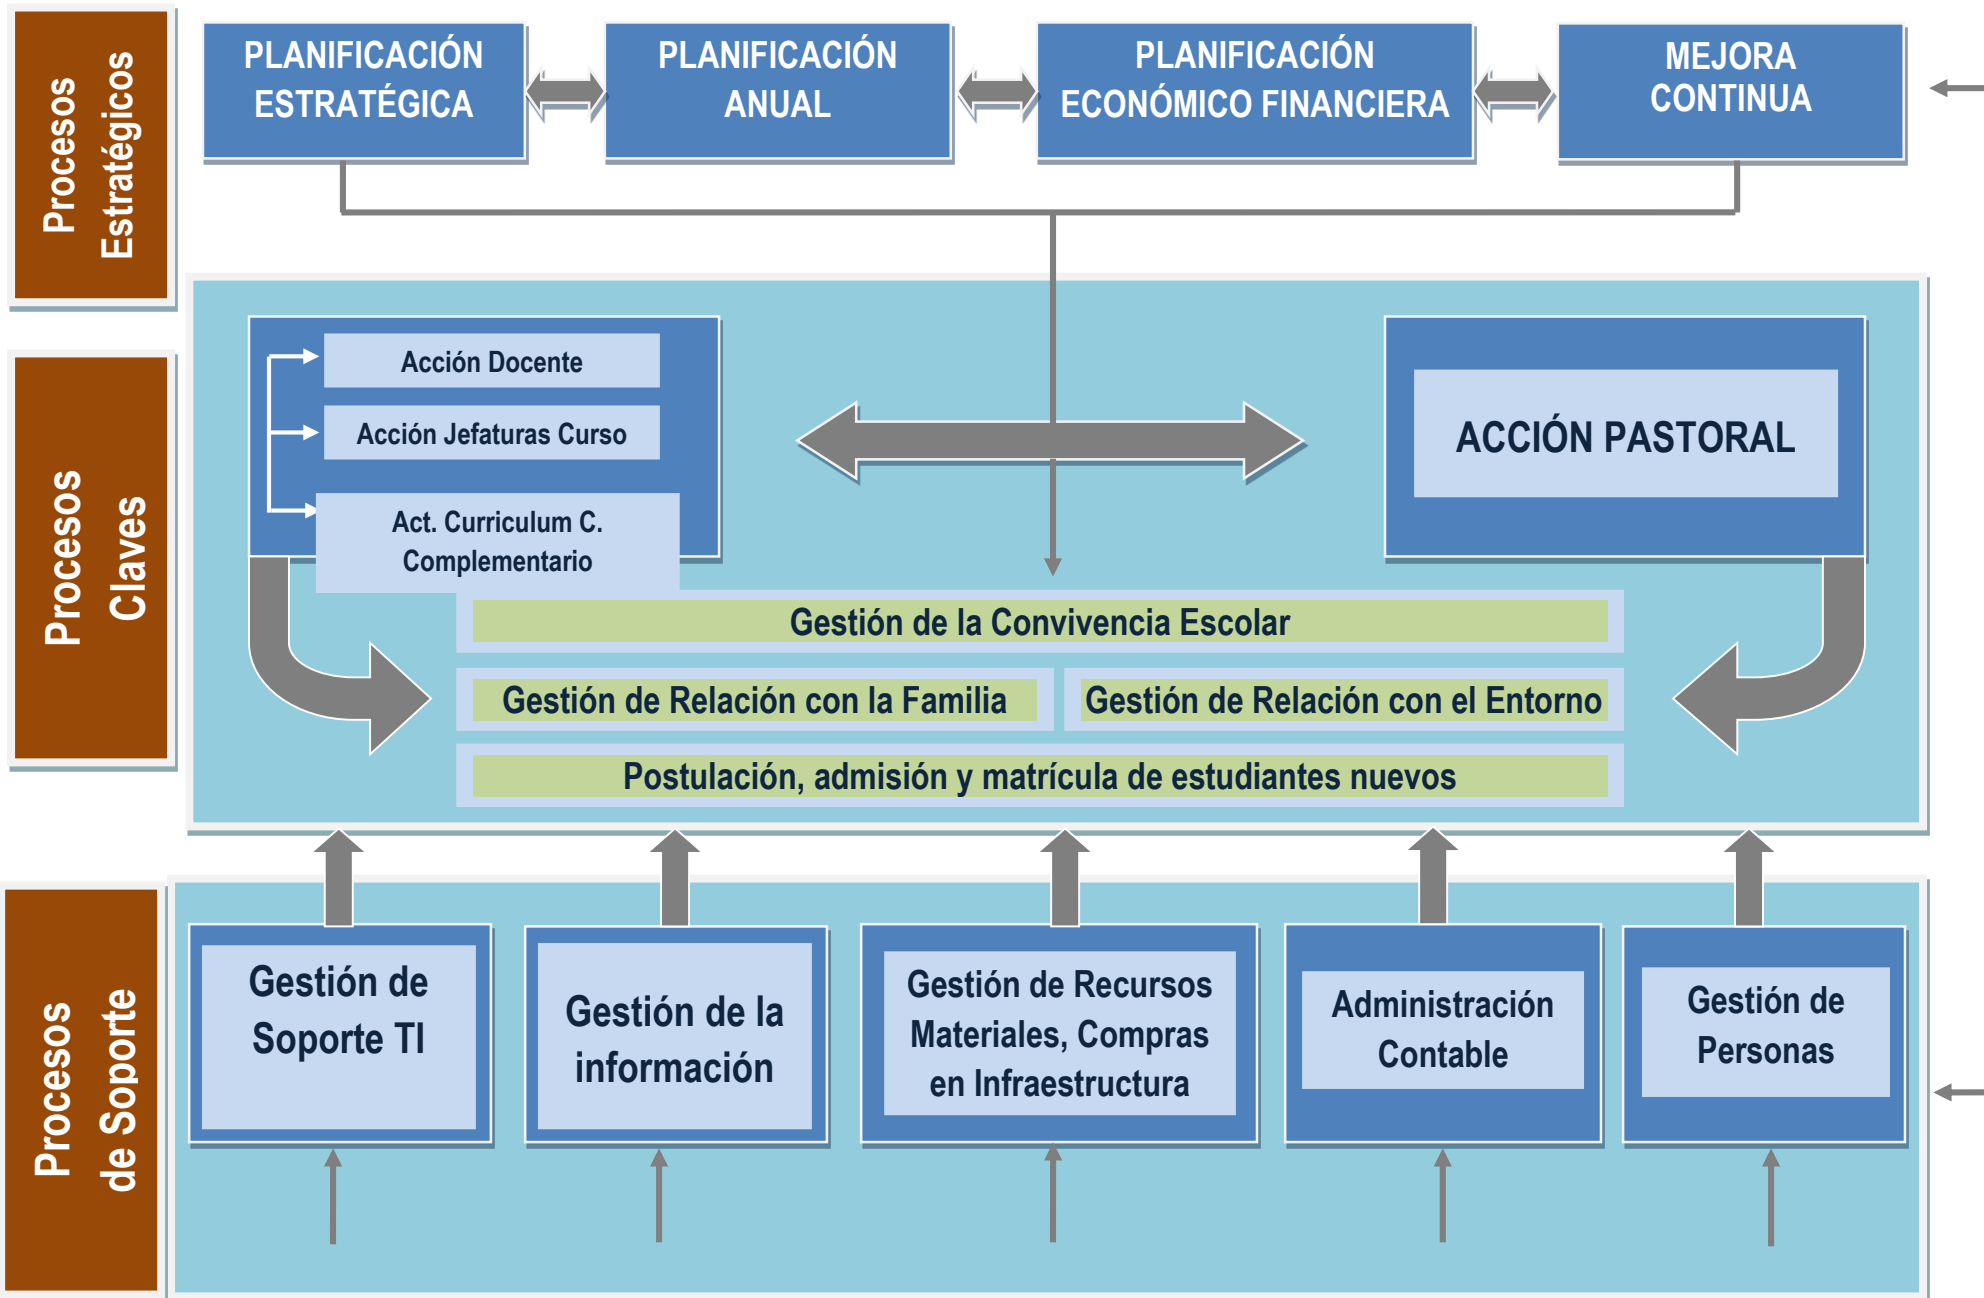 Procesos
Estratégicos
PLANIFICACIÓN
ESTRATÉGICA
PLANIFICACIÓN
ANUAL
PLANIFICACIÓN
ECONÓMICO FINANCIERA
MEJORA
CONTINUA
Procesos
Claves
Acción Docente
Acción Jefaturas Curso
Act. Curriculum C.
Complementario
ACCIÓN PASTORAL
Gestión de la Convivencia Escolar
Gestión de Relación con la Familia
Gestión de Relación con el Entorno
Postulación, admisión y matrícula de estudiantes nuevos
Procesos
de Soporte
Gestión de
Soporte TI
Gestión de la
información
Gestión de Recursos
Materiales, Compras
en Infraestructura
Administración
Contable
Gestión de
Personas